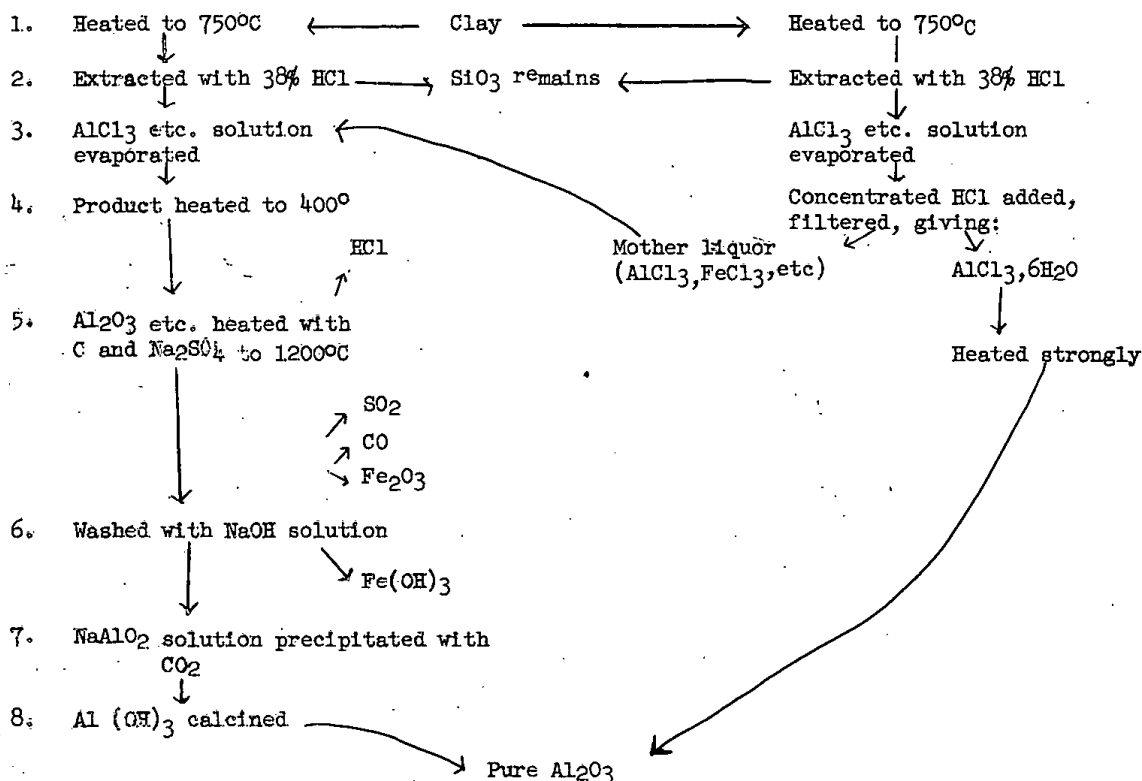 1. Heated to 750°C Clay Heated to 750°C
2. Extracted with 38% HCl SiO3 remains Extracted with 38% HCl
3. AlCl3 etc. solution AlCl3 etc. solution
evaporated evaporated
4. Product heated to 400° Concentrated HCl added,
filtered, giving:
HCl Mother liquor
(AlCl3,FeCl3,etc) AlCl3,6H2O
5. Al2O3 etc. heated with
C and Na2SO4 to 1200°C Heated strongly
SO2
CO
Fe2O3
6. Washed with NaOH solution
Fe(OH)3
7. NaAlO2 solution precipitated with
CO2
8. Al (OH)3 calcined
Pure Al2O3